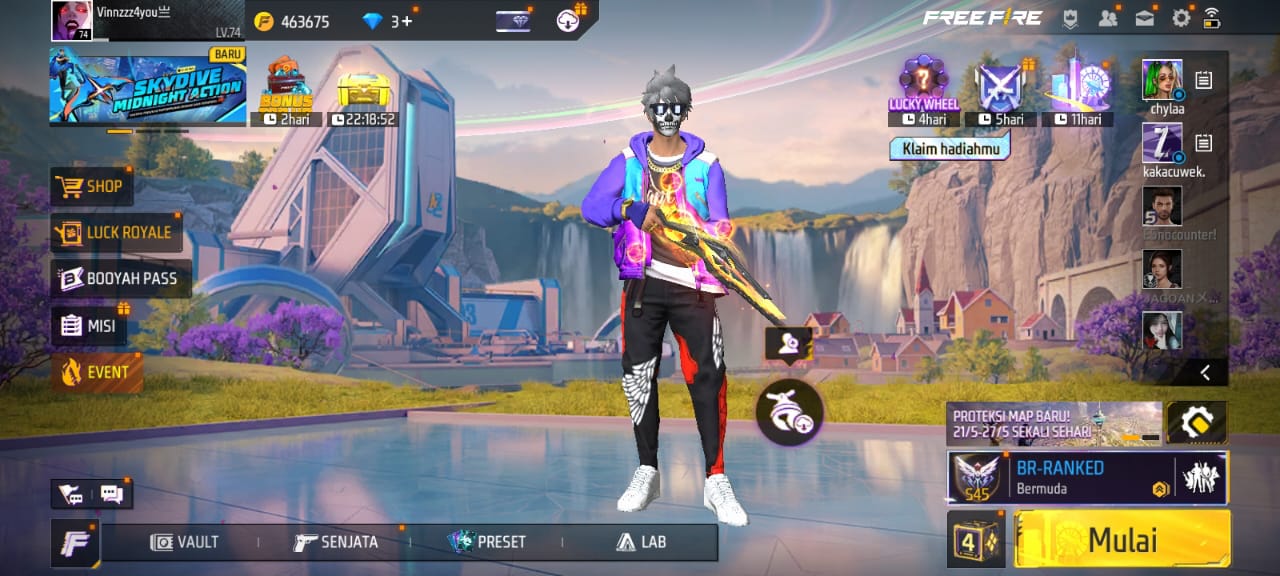 Vinnzzz4you
74
LV.74
463675
3+
FREE FIRE
BARU
SKYDIVE
MIDNIGHT ACTION
BONUS
2hari
22:18:52
LUCKY WHEEL
4hari
5hari
11hari
Klaim hadiahmu
chylaa
kakacuwek.
SHOP
LUCK ROYALE
BOOYAH PASS
MISI
EVENT
PROTEKSI MAP BARU!
21/5-27/5 SEKALI SEHARI
S45
BR-RANKED
Bermuda
VAULT
SENJATA
PRESET
LAB
4
Mulai